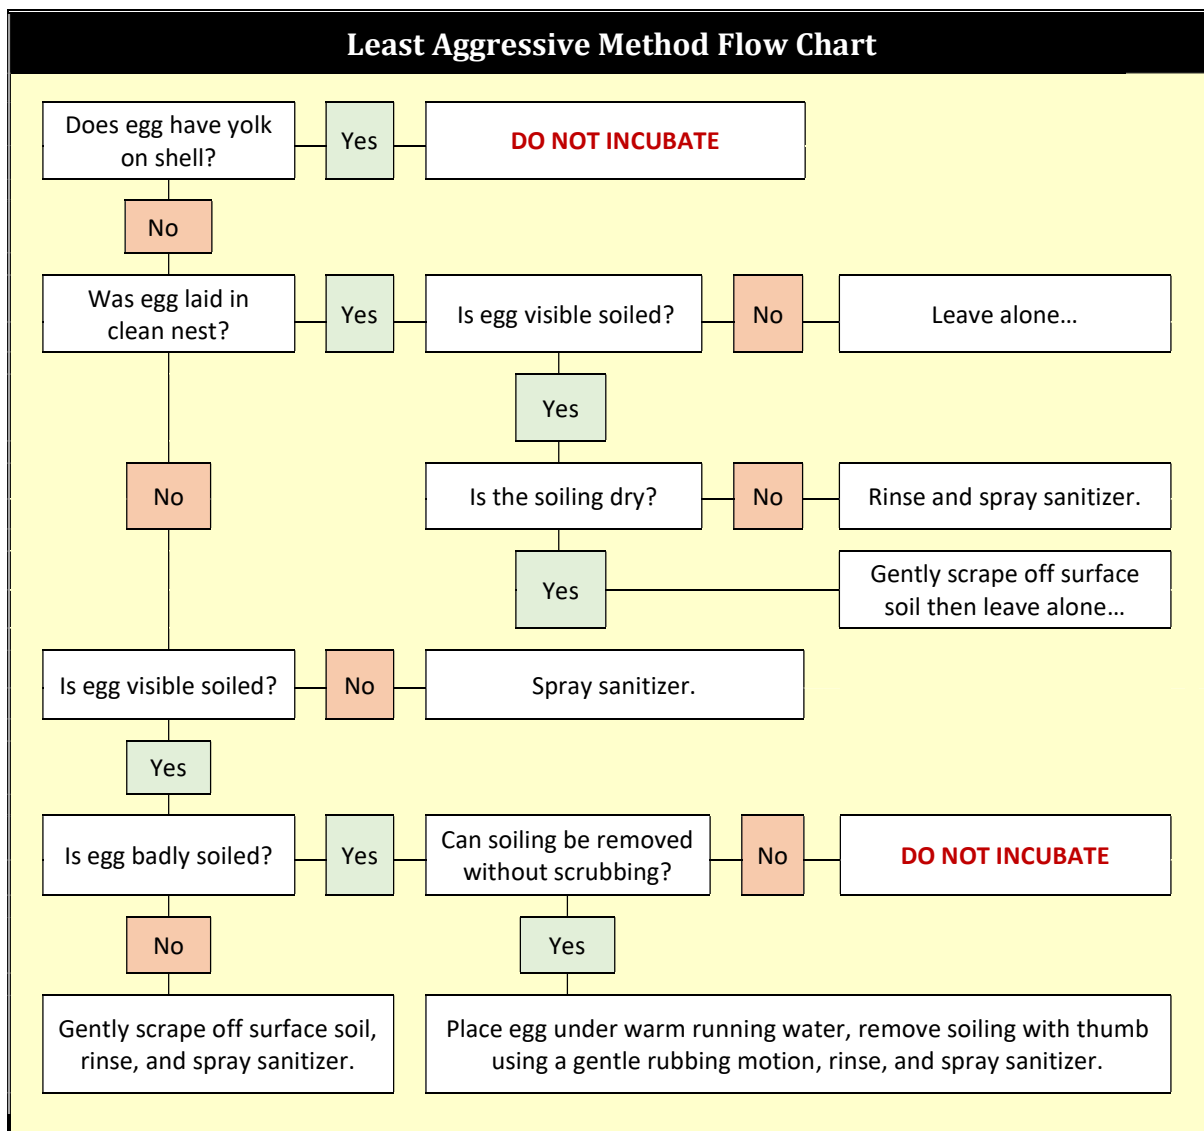 Least Aggressive Method Flow Chart
Does egg have yolk
on shell?
Yes
DO NOT INCUBATE
No
Was egg laid in
clean nest?
Yes
Is egg visible soiled?
No
Leave alone…
Yes
No
Is the soiling dry?
No
Rinse and spray sanitizer.
Yes
Gently scrape off surface
soil then leave alone…
Is egg visible soiled?
No
Spray sanitizer.
Yes
Is egg badly soiled?
Yes
Can soiling be removed
without scrubbing?
No
DO NOT INCUBATE
No
Yes
Gently scrape off surface soil,
rinse, and spray sanitizer.
Place egg under warm running water, remove soiling with thumb
using a gentle rubbing motion, rinse, and spray sanitizer.